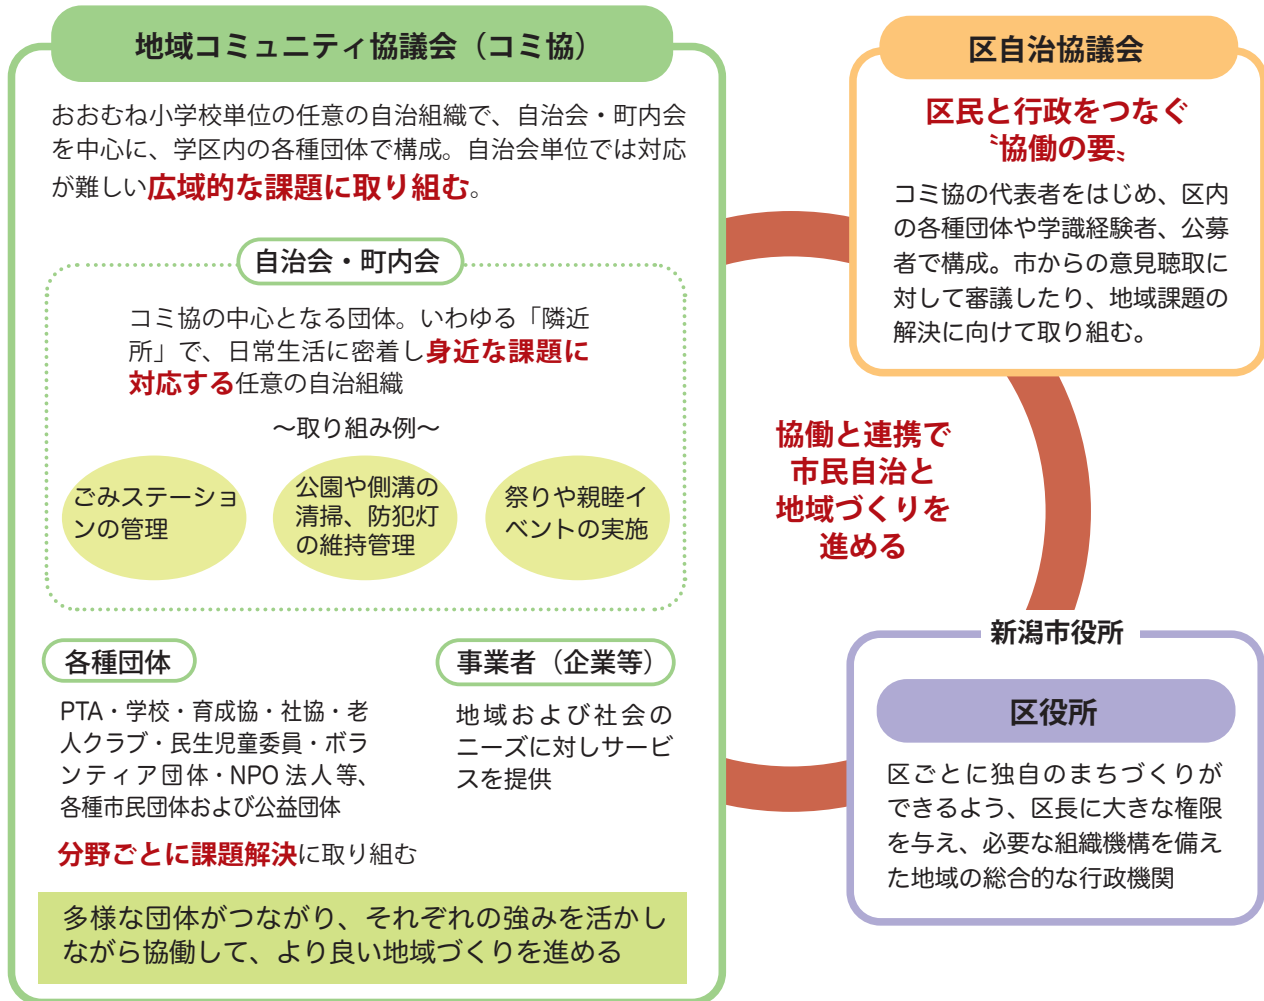 地域コミュニティ協議会（コミ協）
おおむね小学校単位の任意の自治組織で、自治会・町内会
を中心に、学区内の各種団体で構成。自治会単位では対応
が難しい広域的な課題に取り組む。
自治会・町内会
コミ協の中心となる団体。いわゆる「隣近
所」で、日常生活に密着し身近な課題に
対応する任意の自治組織
～取り組み例～
ごみステーショ
ンの管理
公園や側溝の
清掃、防犯灯
の維持管理
祭りや親睦イ
ベントの実施
各種団体
PTA・学校・育成協・社協・老
人クラブ・民生児童委員・ボラ
ンティア団体・NPO 法人等、
各種市民団体および公益団体
分野ごとに課題解決に取り組む
事業者（企業等）
地域および社会の
ニーズに対しサービ
スを提供
多様な団体がつながり、それぞれの強みを活かし
ながら協働して、より良い地域づくりを進める
区自治協議会
区民と行政をつなぐ
〝協働の要〟
コミ協の代表者をはじめ、区内
の各種団体や学識経験者、公募
者で構成。市からの意見聴取に
対して審議したり、地域課題の
解決に向けて取り組む。
協働と連携で
市民自治と
地域づくりを
進める
新潟市役所
区役所
区ごとに独自のまちづくりが
できるよう、区長に大きな権限
を与え、必要な組織機構を備え
た地域の総合的な行政機関